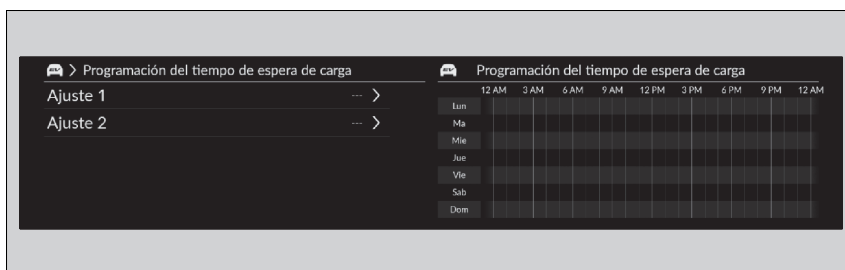 > Programación del tiempo de espera de carga
Ajuste 1 --- >
Ajuste 2 --- >
EV Programación del tiempo de espera de carga
12 AM 3 AM 6 AM 9 AM 12 PM 3 PM 6 PM 9 PM 12 AM
Lun
Ma
Mie
Jue
Vie
Sab
Dom